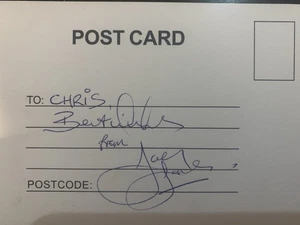 POST CARD
TO: CHRIS,
Best Wishes
from
POSTCODE: